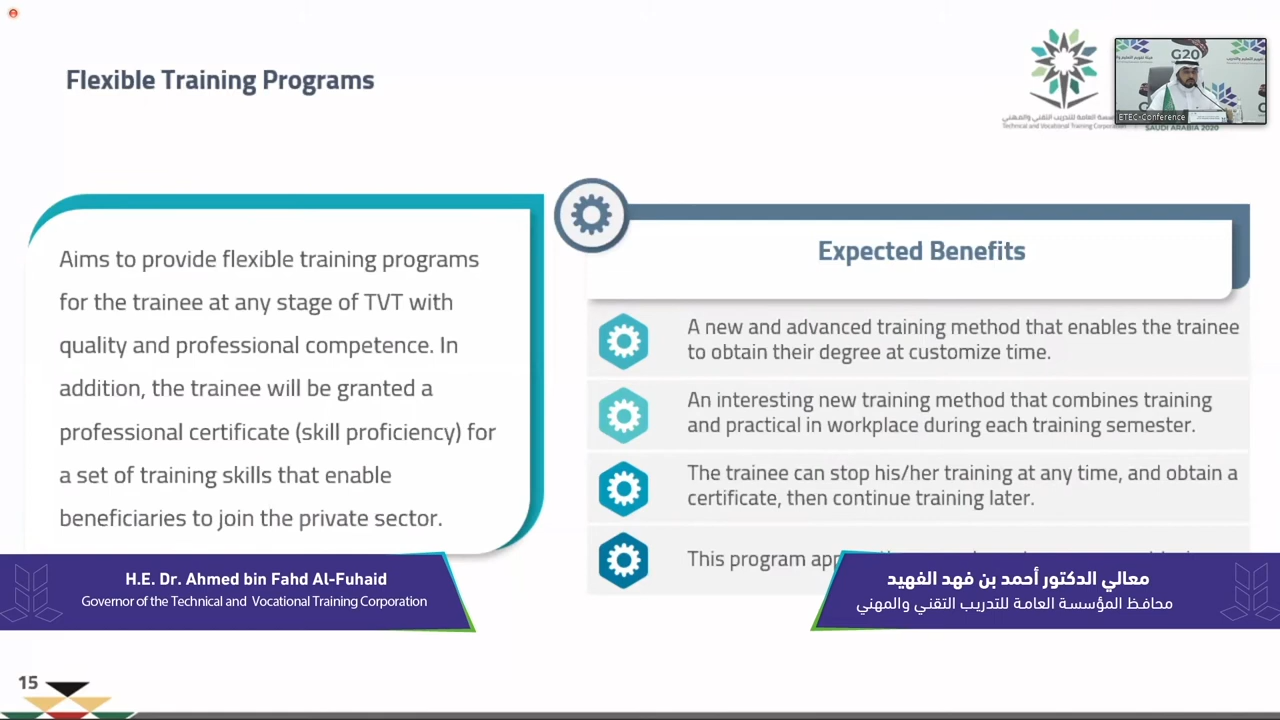 Flexible Training Programs
G20
Technical and Vocational Training Corporation
ETEC-Conference
SAUDI ARABIA 2020
Aims to provide flexible training programs
for the trainee at any stage of TVT with
quality and professional competence. In
addition, the trainee will be granted a
professional certificate (skill proficiency) for
a set of training skills that enable
beneficiaries to join the private sector.
Expected Benefits
A new and advanced training method that enables the trainee
to obtain their degree at customize time.
An interesting new training method that combines training
and practical in workplace during each training semester.
The trainee can stop his/her training at any time, and obtain a
certificate, then continue training later.
This program
H.E. Dr. Ahmed bin Fahd Al-Fuhaid
Governor of the Technical and Vocational Training Corporation
معالي الدكتور أحمد بن فهد الفهيد
محافظ المؤسسة العامة للتدريب التقني والمهني
15